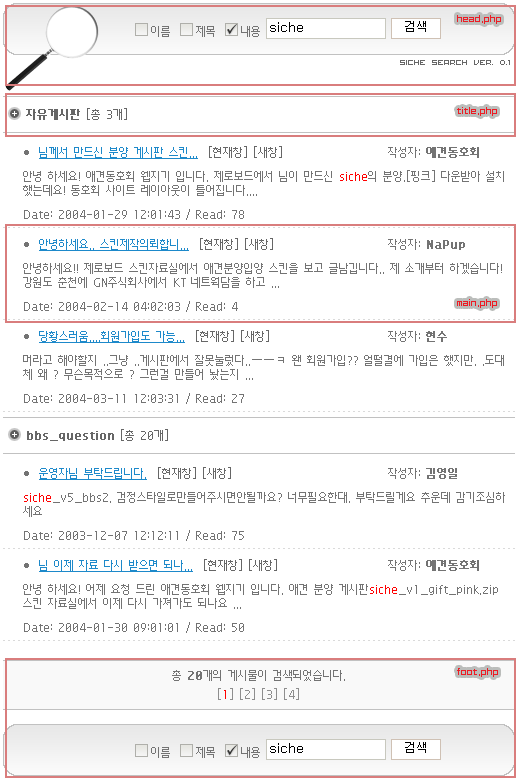 이름 제목 내용 siche 검색 head.php
SICHE SEARCH VER. 0.1
자유게시판 [총 3개] title.php
님께서 만드신 분양 게시판 스킨... [현재창] [새창] 작성자: 애견동호회
안녕 하세요! 애견동호회 웹지기 입니다. 제로보드에서 님이 만드신 siche의 분양.[핑크] 다운받아 설치
했는데요! 동호회 사이트 레이아웃이 틀어집니다....
Date: 2004-01-29 12:01:43 / Read: 78
안녕하세요.. 스킨제작의뢰합니... [현재창] [새창] 작성자: NaPup
안녕하세요!! 제로보드 스킨자료실에서 애견분양입양 스킨을 보고 글남깁니다.. 제 소개부터 하겠습니다!
강원도 춘천에 GN주식회사에서 KT 네트웍담을 하고 ...
Date: 2004-02-14 04:02:03 / Read: 4 main.php
당황스러움...회원가입도 가능... [현재창] [새창] 작성자: 현수
머라고 해야할지 ..그냥 ..게시판에서 잘못눌렀다..ㅡㅡㅋ 왠 회원가입?? 얼떨결에 가입은 했지만. .도대
체 왜 ? 무슨목적으로 ? 그런걸 만들어 놨는지 ...
Date: 2004-03-11 12:03:31 / Read: 27
bbs_question [총 20개]
운영자님 부탁드립니다. [현재창] [새창] 작성자: 김영일
siche_v5_bbs2. 검정스타일로만들어주시면안될까요? 너무필요한대. 부탁드릴게요 추운데 감기조심하
세요
Date: 2003-12-07 12:12:11 / Read: 75
님 이제 자료 다시 받으면 되나... [현재창] [새창] 작성자: 애견동호회
안녕 하세요! 어제 요청 드린 애견동호회 웹지기 입니다. 애견 분양 게시판siche_v1_gift_pink.zip
스킨 자료실에서 이제 다시 가져가도 되나요 ...
Date: 2004-01-30 09:01:01 / Read: 50
총 20개의 게시물이 검색되었습니다. foot.php
[1] [2] [3] [4]
이름 제목 내용 siche 검색